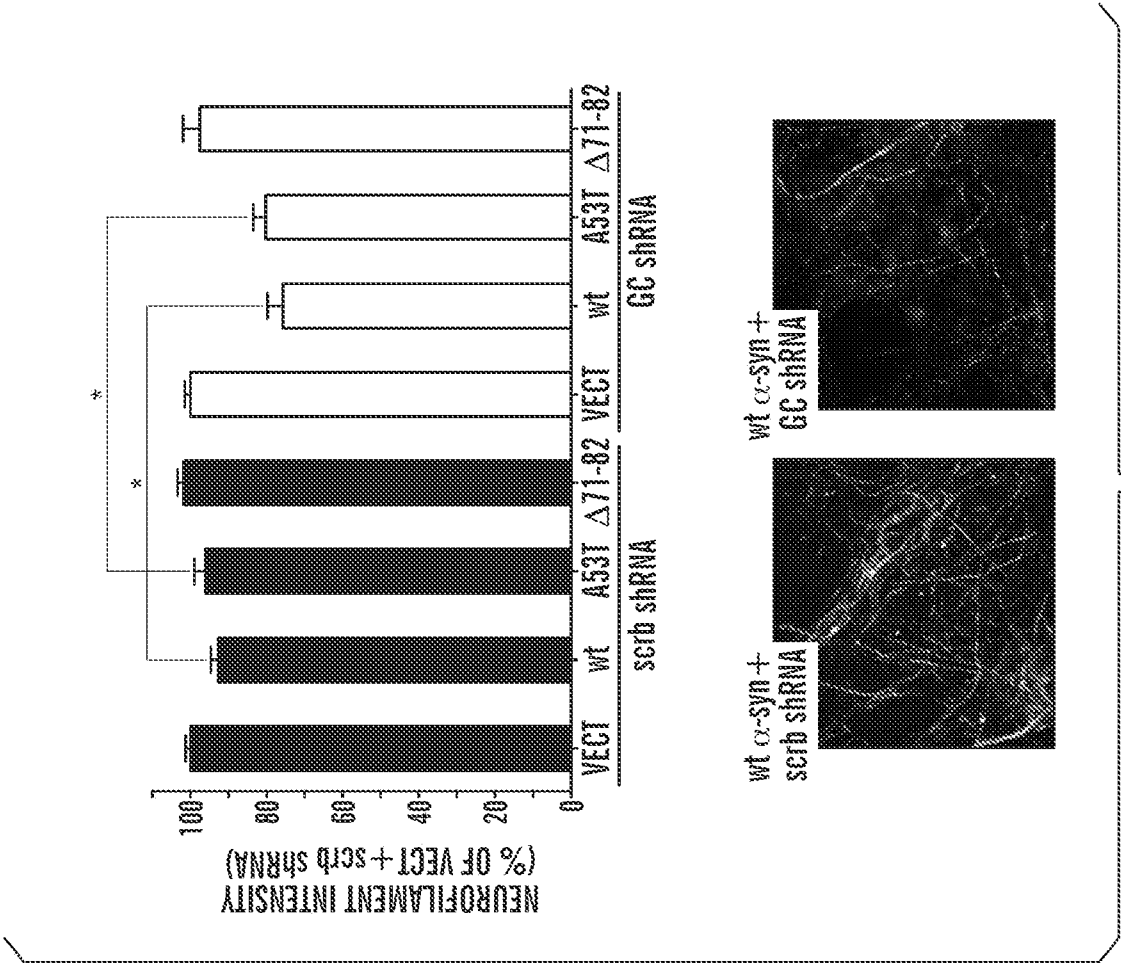 NEUROFILAMENT INTENSITY
(% OF VECT+scrb shRNA)
100
80
60
40
20
0
*
*
VECT wt A53T Δ71-82 VECT wt A53T Δ71-82
scrb shRNA GC shRNA
wt α-syn+
scrb shRNA
wt α-syn+
GC shRNA